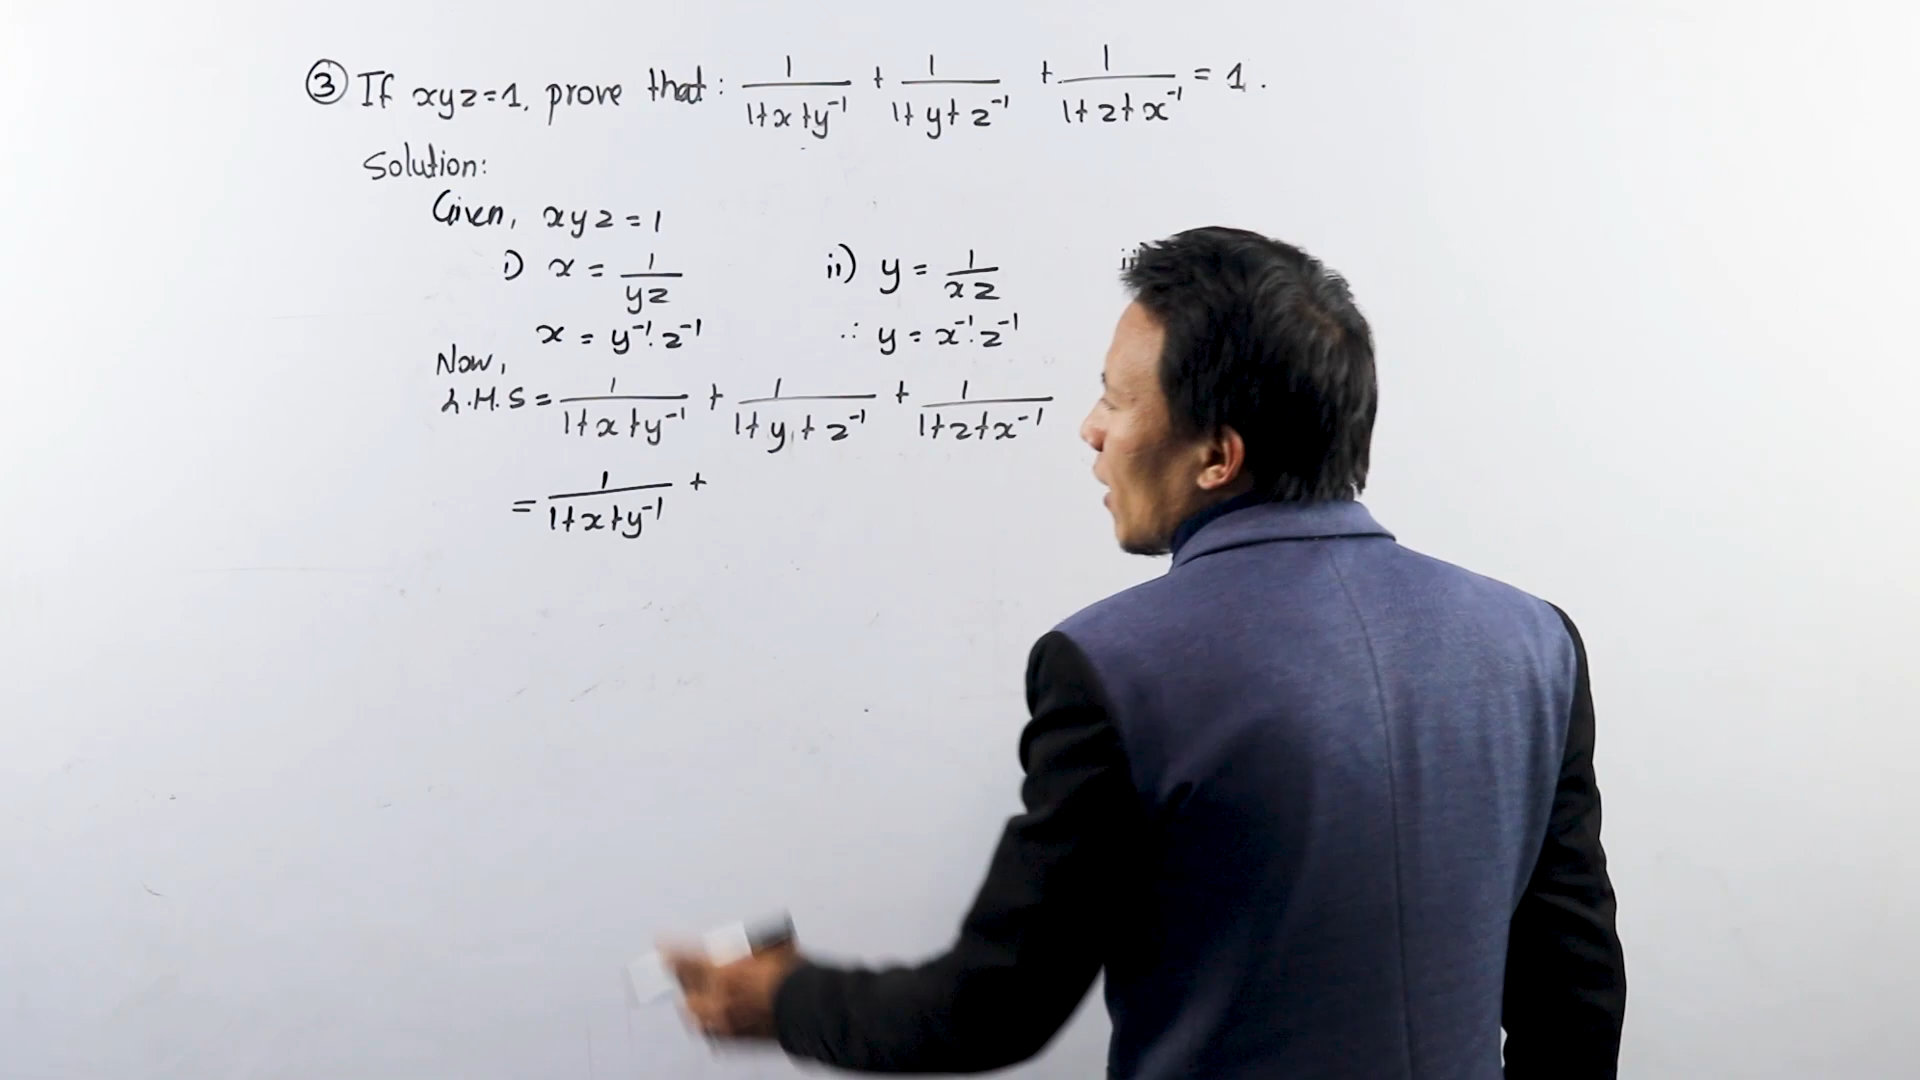 ③ If xyz=1, prove that: 1/(1+x+y⁻¹) + 1/(1+y+z⁻¹) + 1/(1+z+x⁻¹) = 1.
Solution:
Given, xyz=1
i) x = 1/yz ii) y = 1/xz
x = y⁻¹.z⁻¹ ∴ y = x⁻¹.z⁻¹
Now,
L.H.S = 1/(1+x+y⁻¹) + 1/(1+y+z⁻¹) + 1/(1+z+x⁻¹)
= 1/(1+x+y⁻¹) +